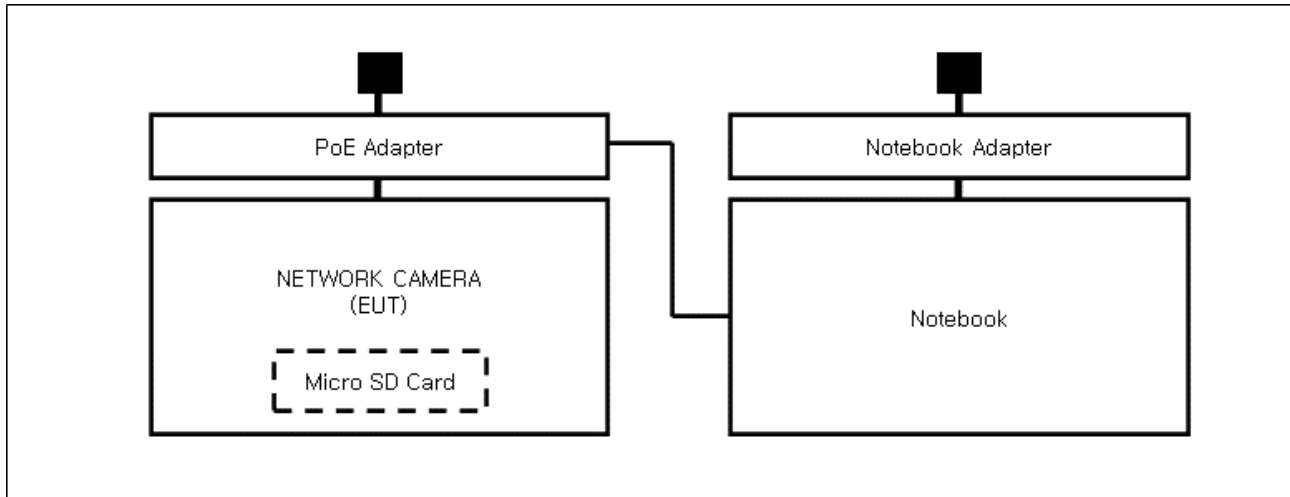 PoE Adapter
Notebook Adapter
NETWORK CAMERA
(EUT)
Micro SD Card
Notebook